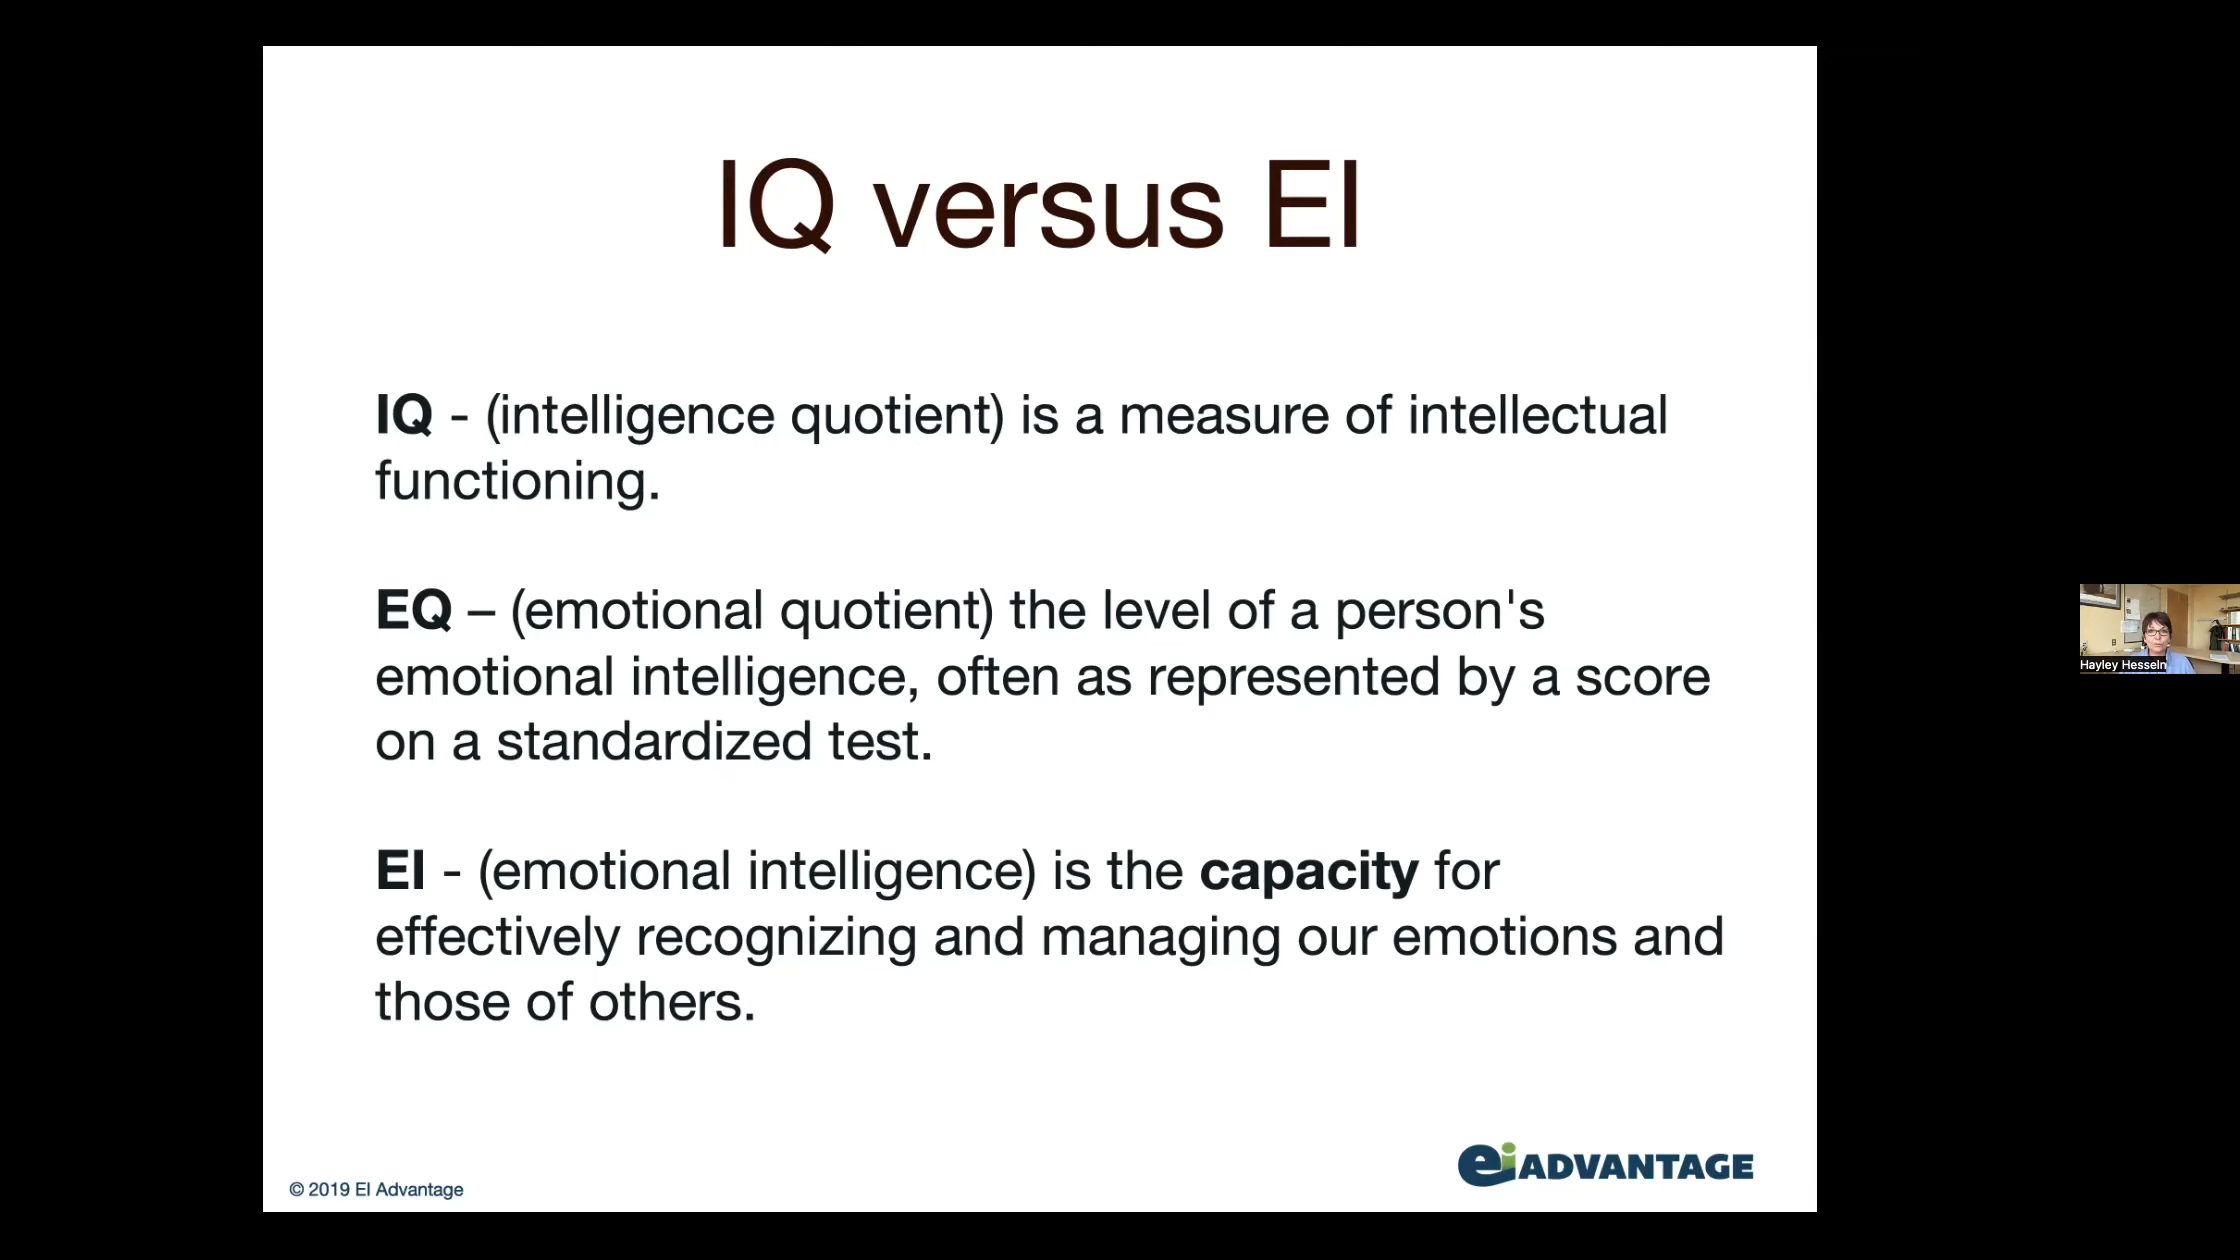 IQ versus EI
IQ - (intelligence quotient) is a measure of intellectual
functioning.
EQ – (emotional quotient) the level of a person's
emotional intelligence, often as represented by a score
on a standardized test.
EI - (emotional intelligence) is the capacity for
effectively recognizing and managing our emotions and
those of others.
© 2019 EI Advantage
ei ADVANTAGE
Hayley Hesseln